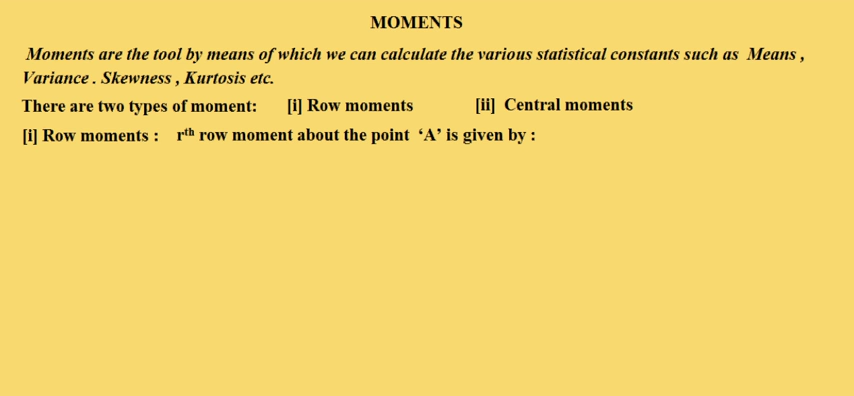 MOMENTS
Moments are the tool by means of which we can calculate the various statistical constants such as Means ,
Variance . Skewness , Kurtosis etc.
There are two types of moment: [i] Row moments [ii] Central moments
[i] Row moments : rth row moment about the point ‘A’ is given by :